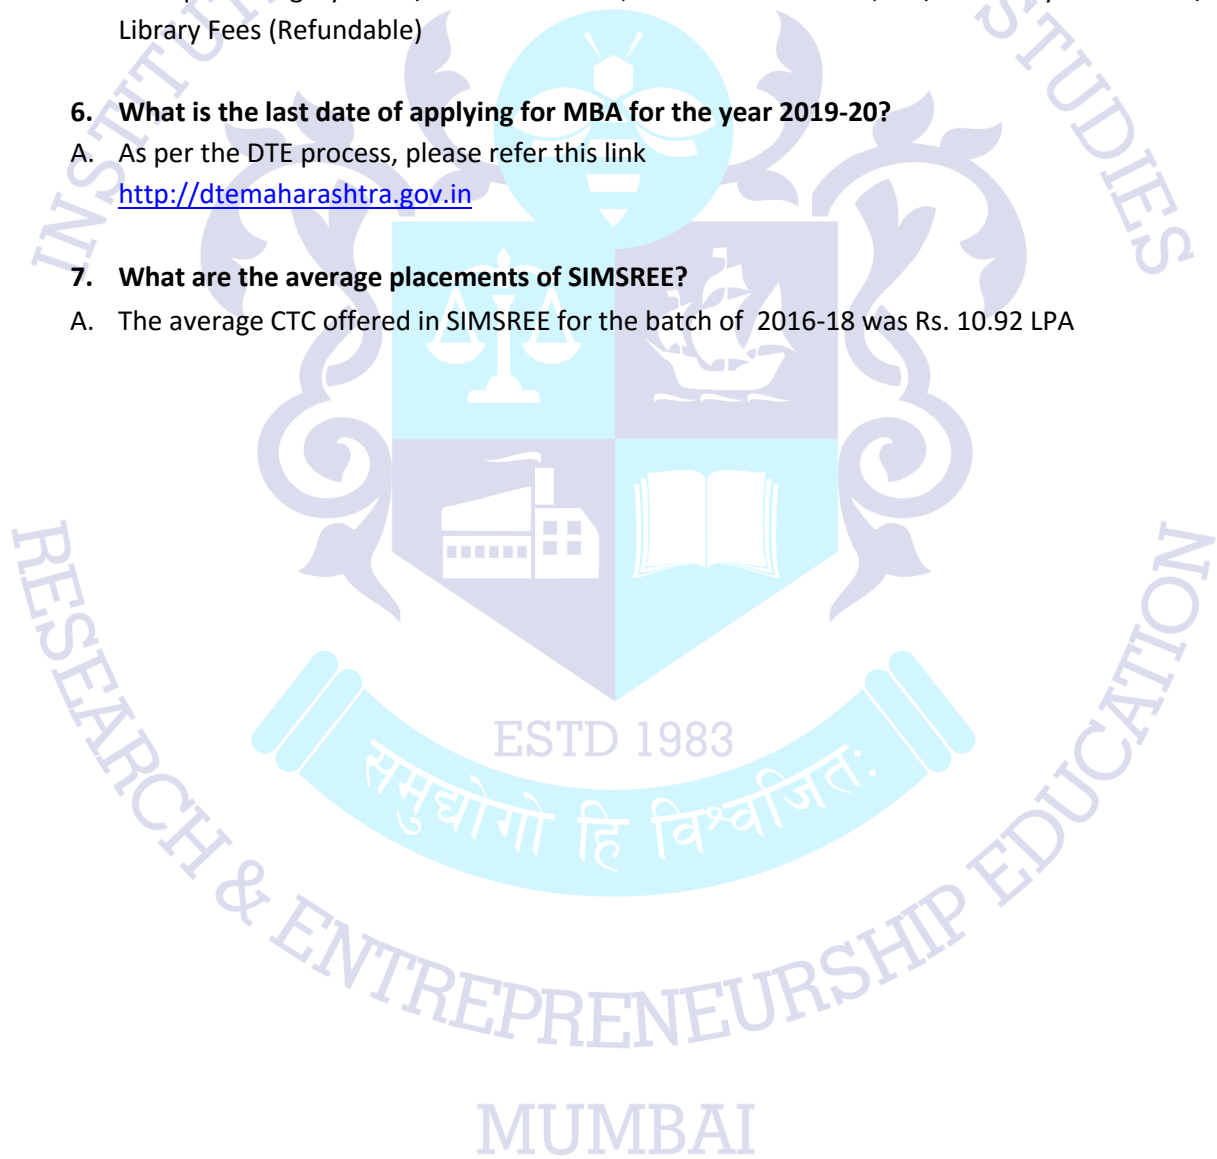 Library Fees (Refundable)
6. What is the last date of applying for MBA for the year 2019-20?
A. As per the DTE process, please refer this link
http://dtemaharashtra.gov.in
7. What are the average placements of SIMSREE?
A. The average CTC offered in SIMSREE for the batch of 2016-18 was Rs. 10.92 LPA
STUDIES
ESTD 1983
समुद्योगो हि विश्वजितः
RESEARCH & ENTREPRENEURSHIP EDUCATION
MUMBAI